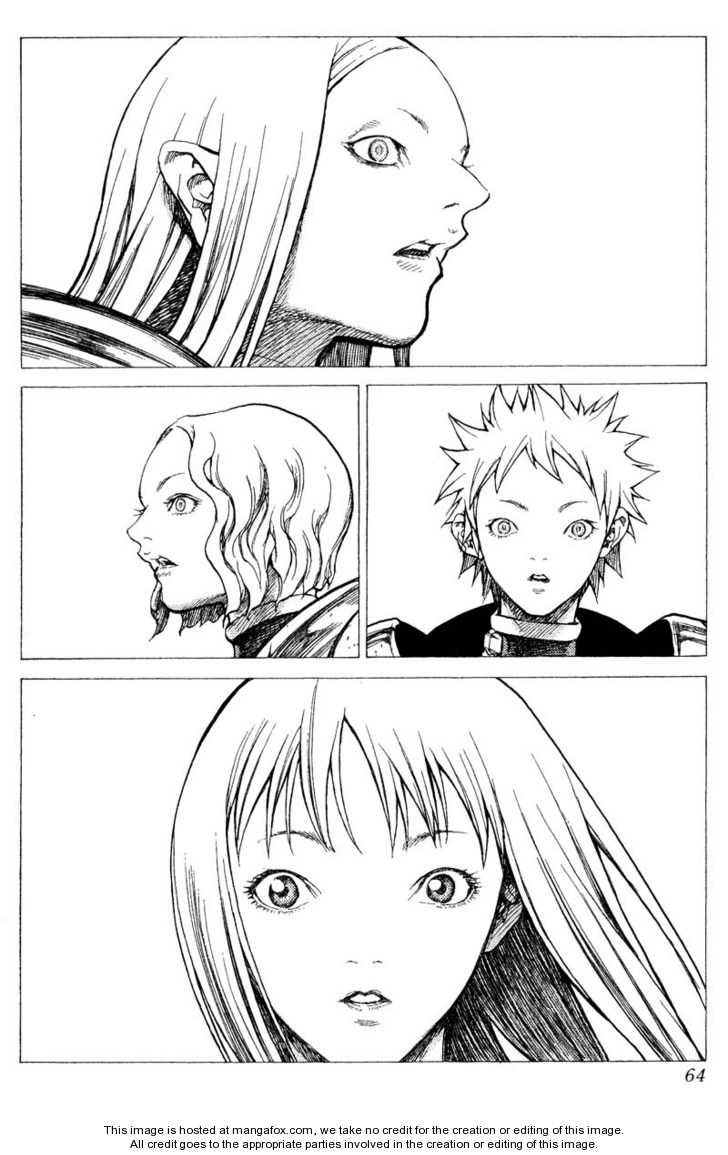 64
This image is hosted at mangafox.com, we take no credit for the creation or editing of this image.
All credit goes to the appropriate parties involved in the creation or editing of this image.